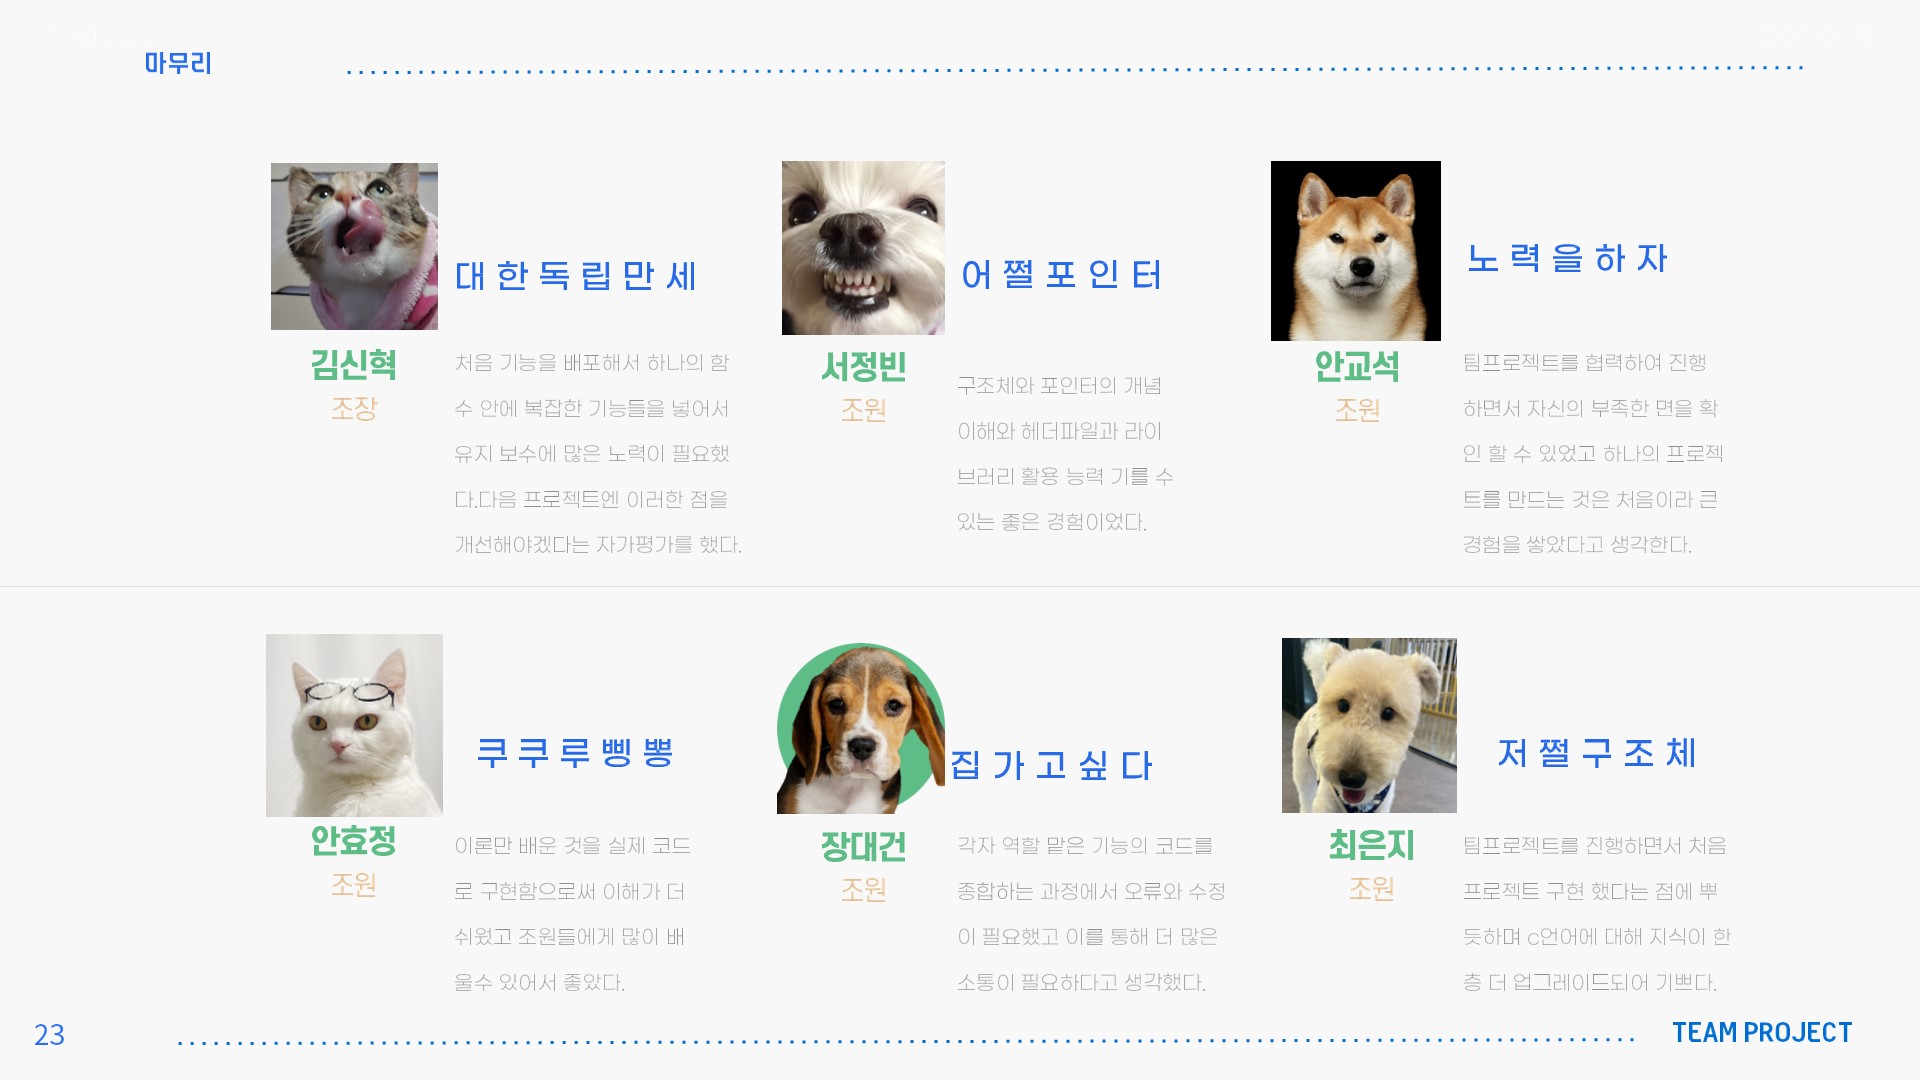 마무리
대한독립만세
김신혁
조장
처음 기능을 배포해서 하나의 함
수 안에 복잡한 기능들을 넣어서
유지 보수에 많은 노력이 필요했
다.다음 프로젝트엔 이러한 점을
개선해야겠다는 자가평가를 했다.
어쩔포인터
서정빈
조원
구조체와 포인터의 개념
이해와 헤더파일과 라이
브러리 활용 능력 기를 수
있는 좋은 경험이었다.
노력을하자
안교석
조원
팀프로젝트를 협력하여 진행
하면서 자신의 부족한 면을 확
인 할 수 있었고 하나의 프로젝
트를 만드는 것은 처음이라 큰
경험을 쌓았다고 생각한다.
쿠쿠루삥뽕
안효정
조원
이론만 배운 것을 실제 코드
로 구현함으로써 이해가 더
쉬웠고 조원들에게 많이 배
울수 있어서 좋았다.
집가고싶다
장대건
조원
각자 역할 맡은 기능의 코드를
종합하는 과정에서 오류와 수정
이 필요했고 이를 통해 더 많은
소통이 필요하다고 생각했다.
저쩔구조체
최은지
조원
팀프로젝트를 진행하면서 처음
프로젝트 구현 했다는 점에 뿌
듯하며 c언어에 대해 지식이 한
층 더 업그레이드되어 기쁘다.
23
TEAM PROJECT